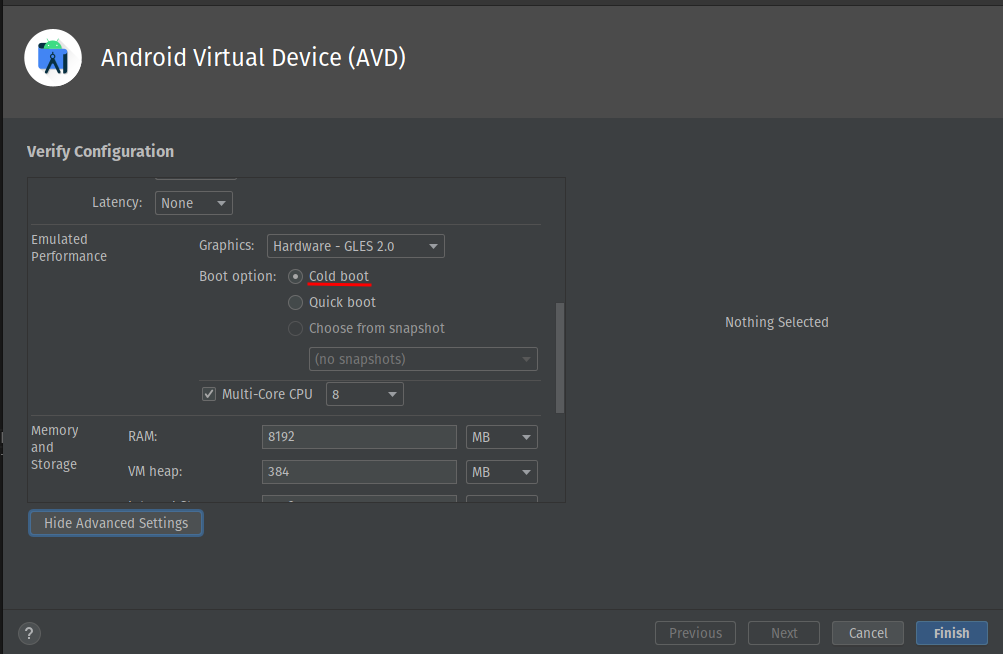 Android Virtual Device (AVD)
Verify Configuration
Latency: None
Emulated
Performance
Graphics: Hardware - GLES 2.0
Boot option: Cold boot
Quick boot
Choose from snapshot
(no snapshots)
Multi-Core CPU 8
Memory
and
Storage
RAM: 8192 MB
VM heap: 384 MB
Nothing Selected
Hide Advanced Settings
? Previous Next Cancel Finish